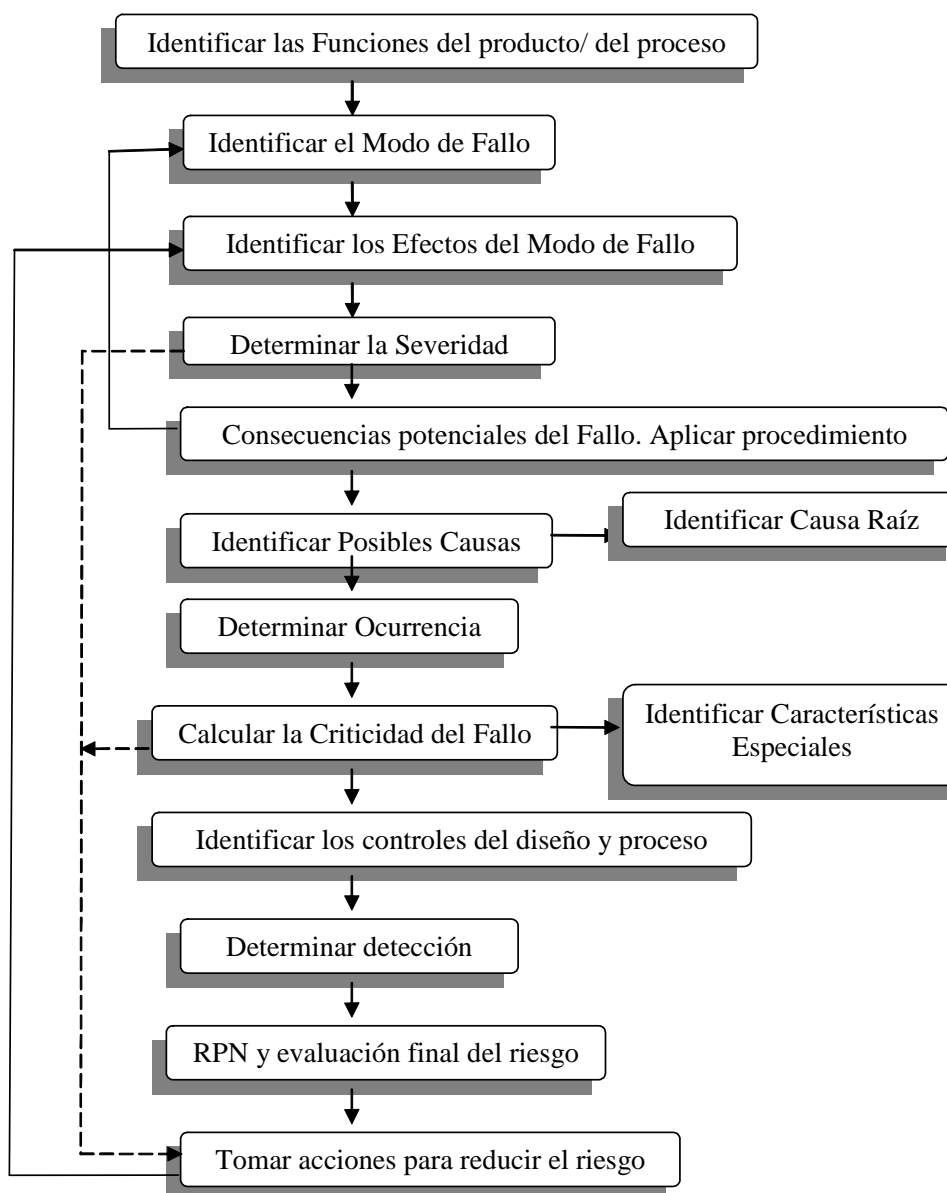 Identificar las Funciones del producto/ del proceso
Identificar el Modo de Fallo
Identificar los Efectos del Modo de Fallo
Determinar la Severidad
Consecuencias potenciales del Fallo. Aplicar procedimiento
Identificar Posibles Causas
Identificar Causa Raíz
Determinar Ocurrencia
Calcular la Criticidad del Fallo
Identificar Características
Especiales
Identificar los controles del diseño y proceso
Determinar detección
RPN y evaluación final del riesgo
Tomar acciones para reducir el riesgo